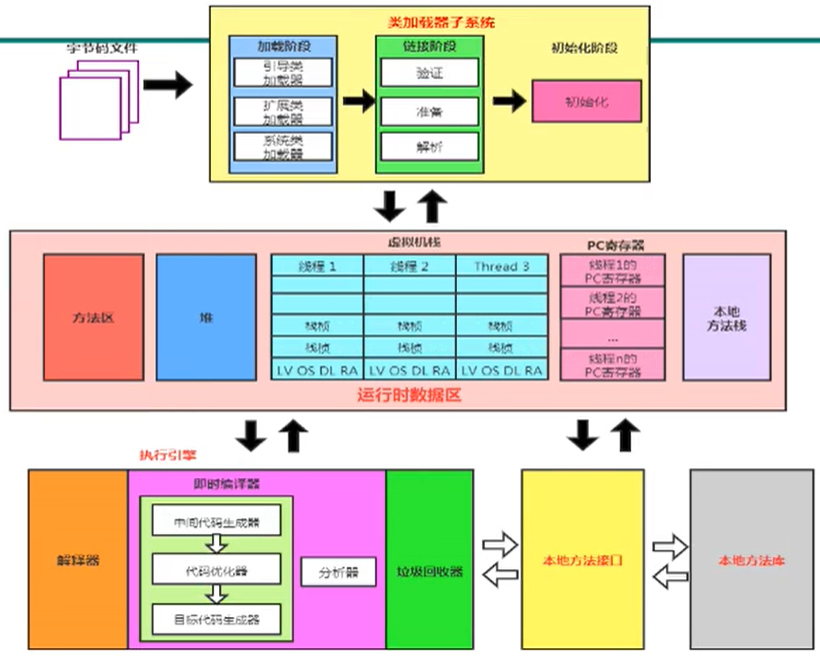 类加载器子系统
字节码文件
加载阶段
链接阶段
初始化阶段
引导类
加载器
扩展类
加载器
系统类
加载器
验证
准备
解析
初始化
虚拟机栈
PC寄存器
方法区
堆
线程 1
线程 2
Thread 3
栈桢
栈桢
栈桢
栈桢
栈桢
栈桢
LV OS DL RA
LV OS DL RA
LV OS DL RA
线程1的
PC寄存器
线程2的
PC寄存器
...
线程n的
PC寄存器
本地
方法栈
运行时数据区
执行引擎
解释器
即时编译器
中间代码生成器
代码优化器
目标代码生成器
分析器
垃圾回收器
本地方法接口
本地方法库